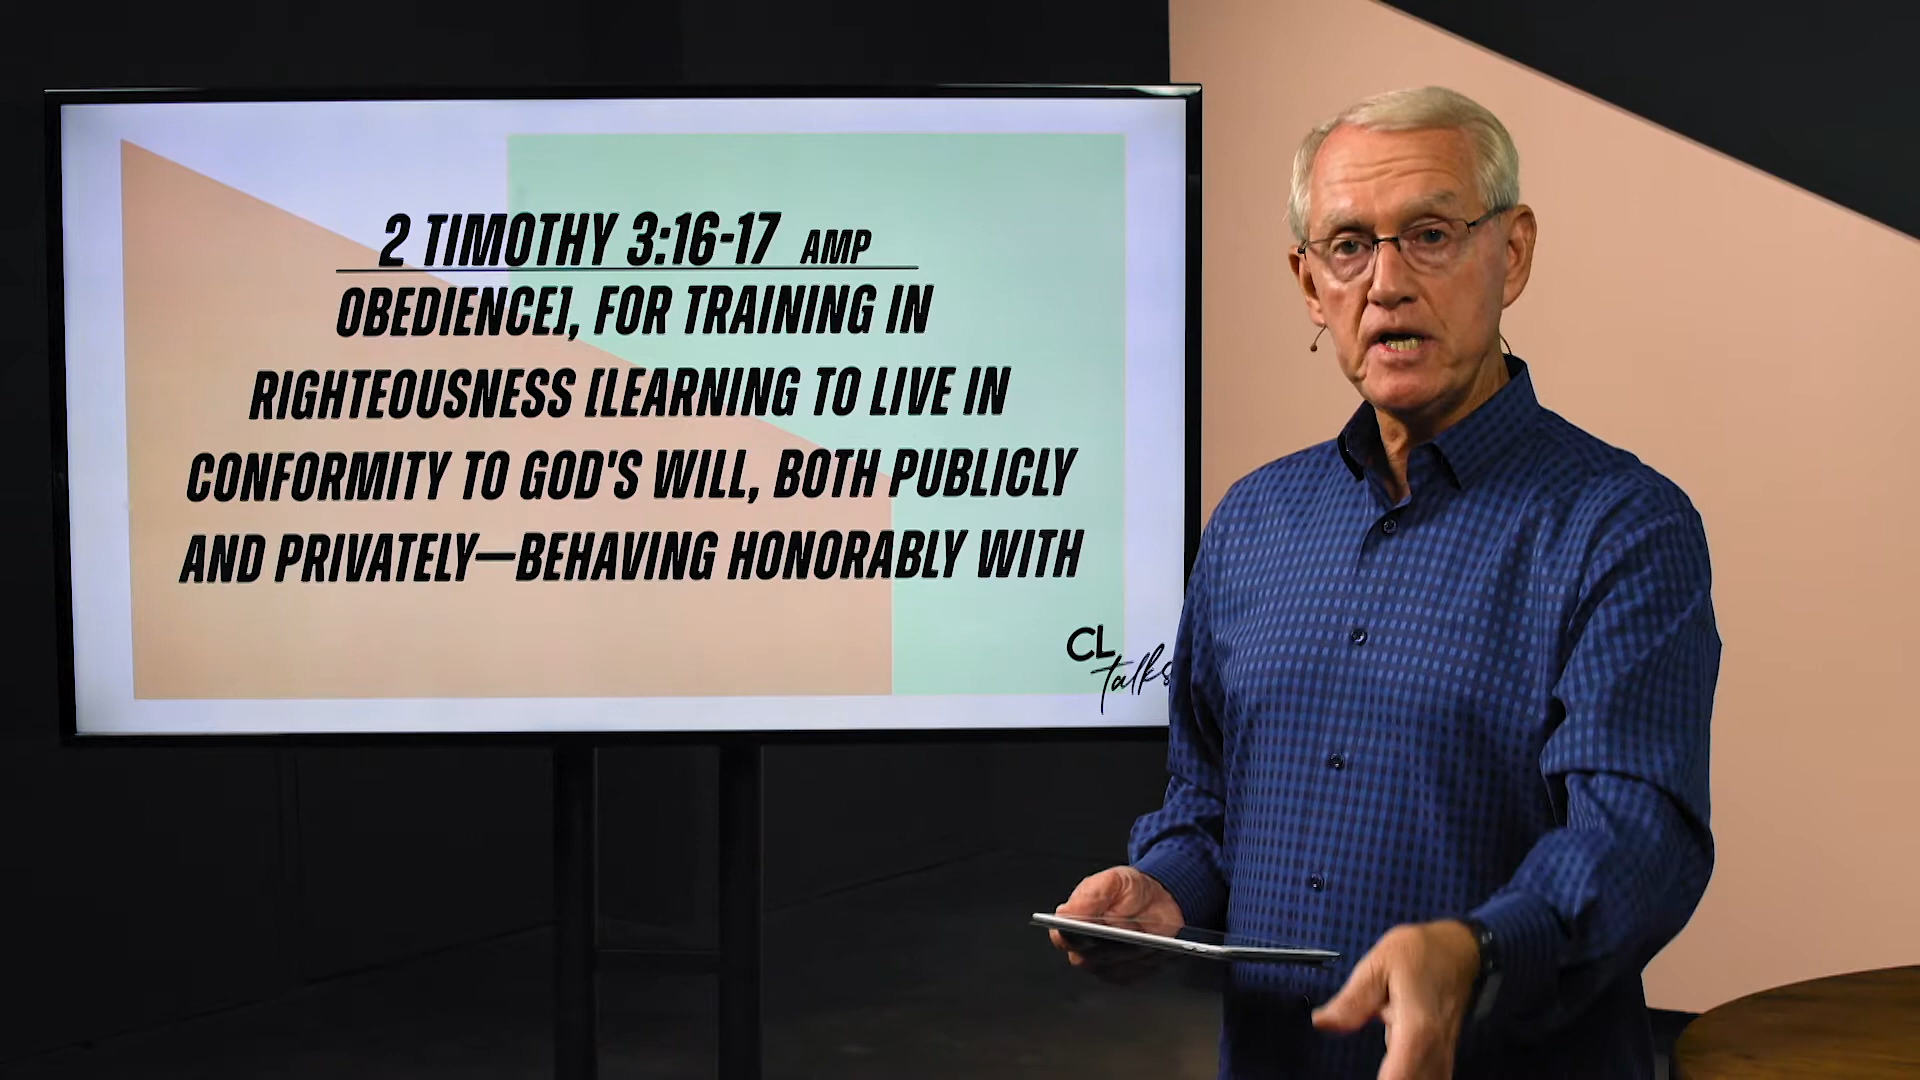 2 TIMOTHY 3:16-17 AMP
OBEDIENCE], FOR TRAINING IN
RIGHTEOUSNESS [LEARNING TO LIVE IN
CONFORMITY TO GOD'S WILL, BOTH PUBLICLY
AND PRIVATELY—BEHAVING HONORABLY WITH
CL
talks